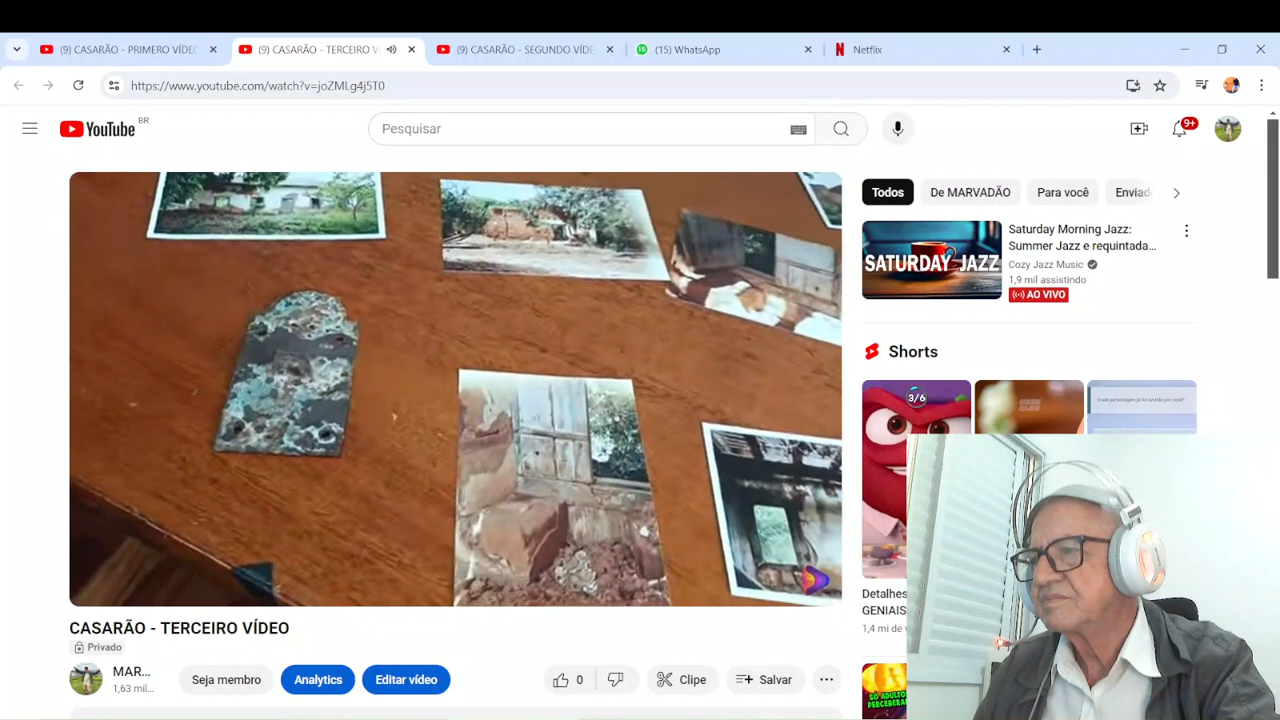 (9) CASARÃO - PRIMERO VÍDEO
(9) CASARÃO - TERCEIRO V
(9) CASARÃO - SEGUNDO VÍDE
(15) WhatsApp
Netflix
https://www.youtube.com/watch?v=joZMLg4j5T0
YouTube BR
Pesquisar
9+
Todos
De MARVADÃO
Para você
Enviad
SATURDAY JAZZ
Saturday Morning Jazz:
Summer Jazz e requintada...
Cozy Jazz Music
1,9 mil assistindo
AO VIVO
Shorts
3/6
Detalhes
GENIAIS
1,4 mi de v
SÓ ADULTOS
PERCEBERAM
CASARÃO - TERCEIRO VÍDEO
Privado
MAR...
1,63 mil...
Seja membro
Analytics
Editar vídeo
0
Clipe
Salvar